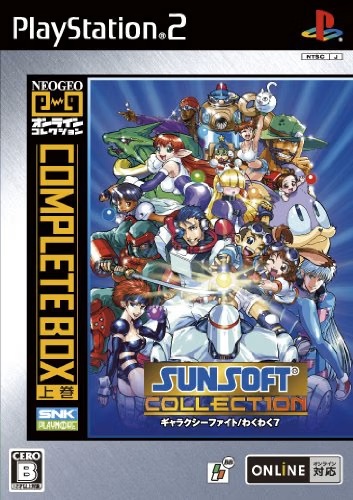 PlayStation®2
NTSC J
NEOGEO
オンライン
コレクション
COMPLETE BOX
上巻
SNK
PLAYMORE
SUNSOFT®
COLLECTION
ギャラクシーファイト/わくわく7
CERO
B
ONLINE
オンライン
対応